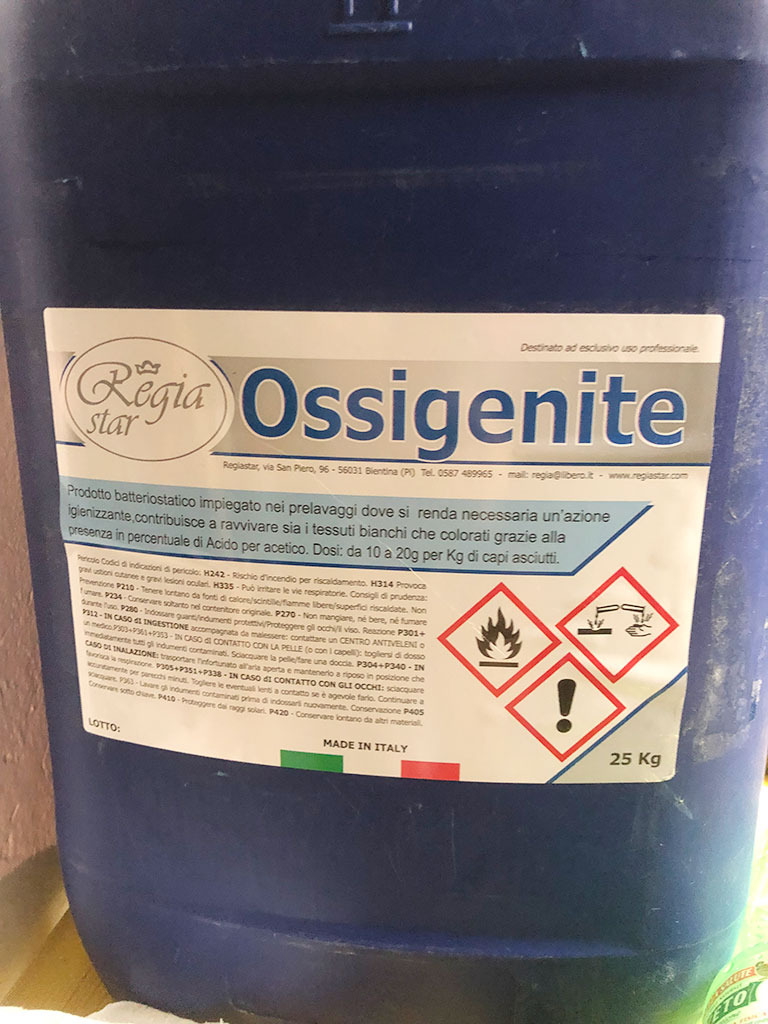 Destinato ad esclusivo uso professionale.
Regia
star
Ossigenite
Regiastar, via San Piero, 96 - 56031 Bientina (Pi) Tel. 0587 489965 - mail: regia@libero.it - www.regiastar.com
Prodotto batteriostatico impiegato nei prelavaggi dove si renda necessaria un'azione
igienizzante,contribuisce a ravvivare sia i tessuti bianchi che colorati grazie alla
presenza in percentuale di Acido per acetico. Dosi: da 10 a 20g per Kg di capi asciutti.
Pericolo Codici di indicazioni di pericolo: H242 - Rischio d'incendio per riscaldamento. H314 Provoca
gravi ustioni cutanee e gravi lesioni oculari. H335 - Può irritare le vie respiratorie. Consigli di prudenza:
Prevenzione P210 - Tenere lontano da fonti di calore/scintille/fiamme libere/superfici riscaldate. Non
fumare. P234 - Conservare soltanto nel contenitore originale. P270 - Non mangiare, né bere, né fumare
durante l'uso. P280 - Indossare guanti/indumenti protettivi/Proteggere gli occhi/il viso. Reazione P301+
P312 - IN CASO di INGESTIONE accompagnata da malessere: contattare un CENTRO ANTIVELENI o
un medico.P303+P361+P353 - IN CASO di CONTATTO CON LA PELLE (o con i capelli): togliersi di dosso
immediatamente tutti gli indumenti contaminati. Sciacquare la pelle/fare una doccia. P304+P340 - IN
CASO DI INALAZIONE: trasportare l'infortunato all'aria aperta e mantenerlo a riposo in posizione che
favorisca la respirazione. P305+P351+P338 - IN CASO di CONTATTO CON GLI OCCHI: sciacquare
accuratamente per parecchi minuti. Togliere le eventuali lenti a contatto se è agevole farlo. Continuare a
sciacquare. P363 - Lavare gli indumenti contaminati prima di indossarli nuovamente. Conservazione P405
Conservare sotto chiave. P410 - Proteggere dai raggi solari. P420 - Conservare lontano da altri materiali.
LOTTO:
MADE IN ITALY
25 Kg